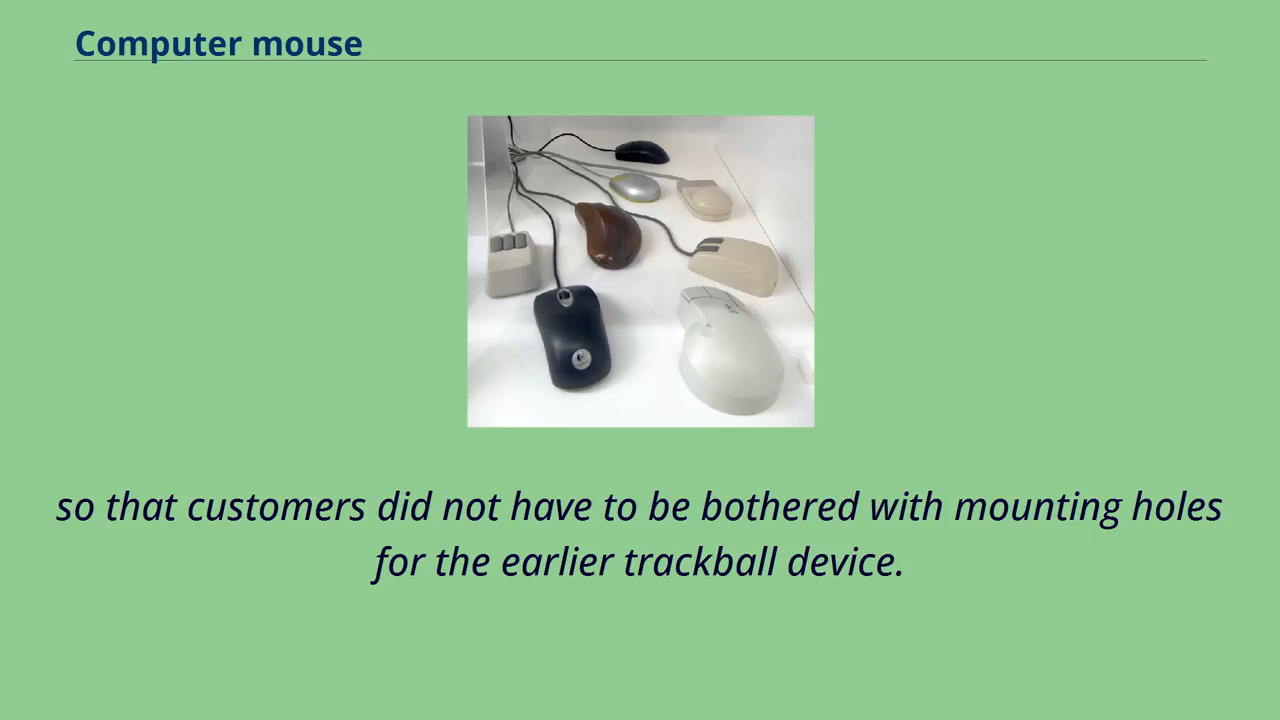 Computer mouse
so that customers did not have to be bothered with mounting holes
for the earlier trackball device.